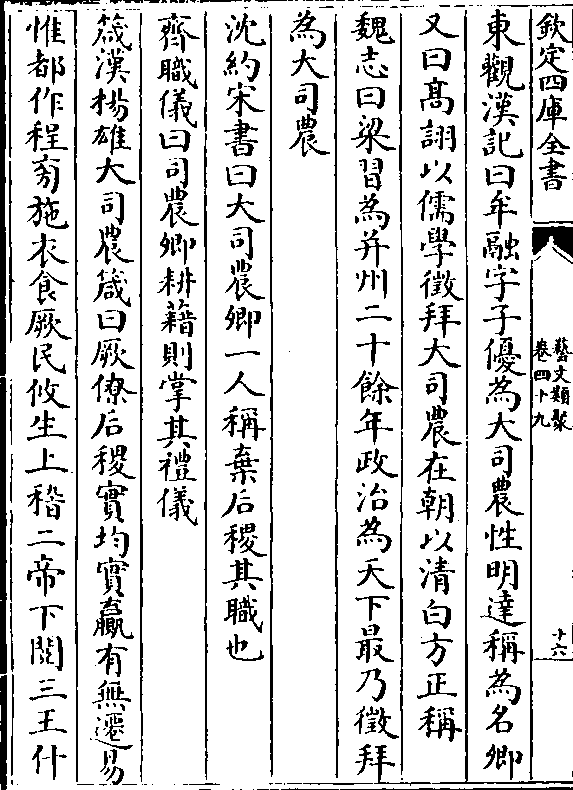 欽定四庫全書
藝文類聚
卷四十九
十六
東觀漢記曰牟融字子優為大司農性明達稱為名卿
又曰髙詡以儒學徵拜大司農在朝以清白方正稱
魏志曰梁習為并州二十餘年政治為天下最乃徵拜
為大司農
沈約宋書曰大司農卿一人稱棄后稷其職也
齊職儀曰司農卿耕藉則掌其禮儀
箴漢楊雄大司農箴曰厥僚后稷實均實贏有無遷易
惟都作程旁施衣食厥民攸生上稽二帝下閱三王什